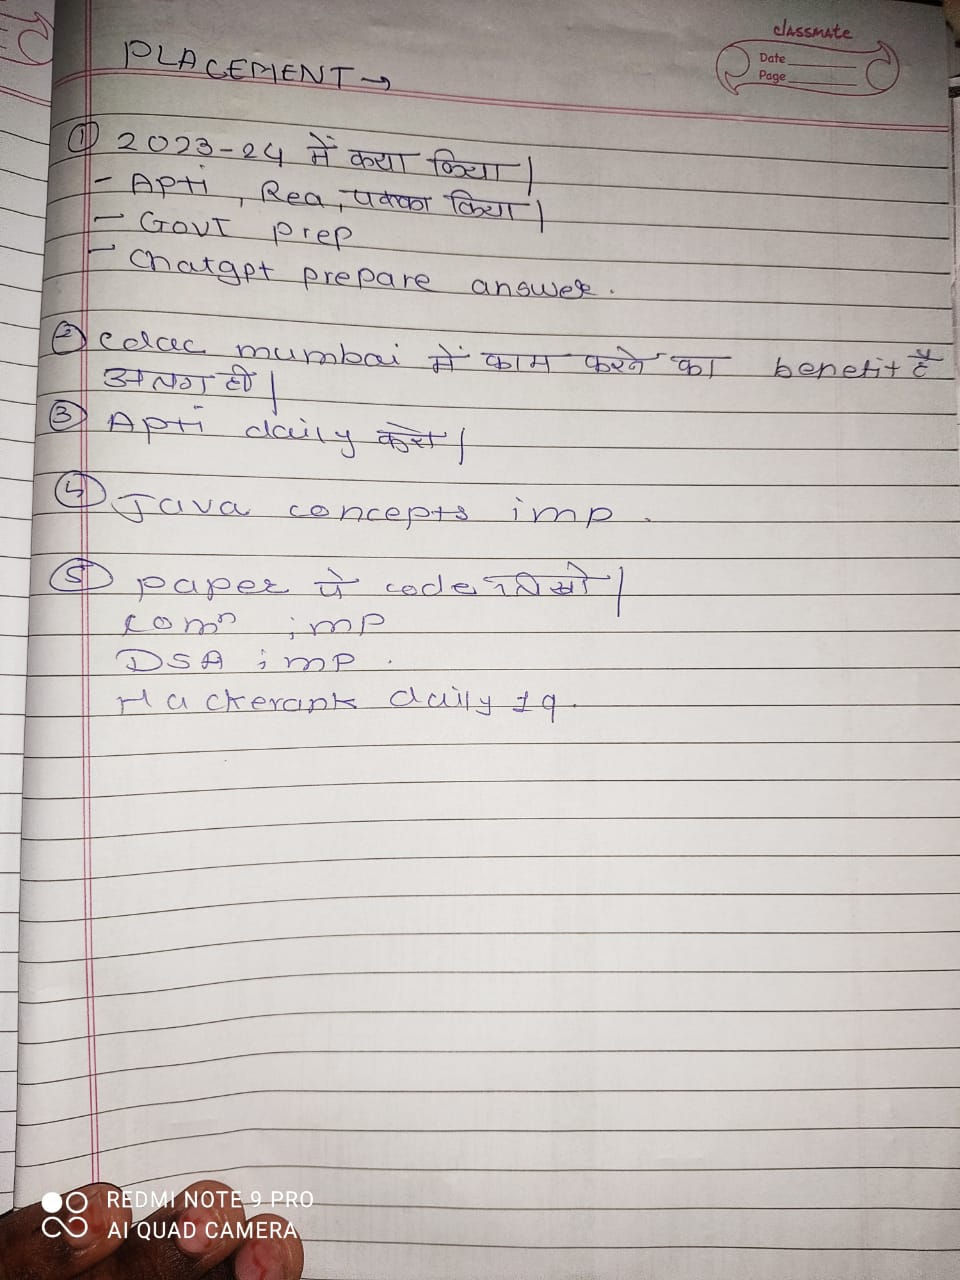 classmate
Date
Page
PLACEMENT →
① 2023-24 में क्या किया|
- Apti, Rea, पक्का किया|
- Govt prep
- Chatgpt prepare answer.
② cdac mumbai में काम करने का benefit है
अलग ही|
③ Apti daily करो|
④ Java concepts imp.
⑤ paper पे code लिखो|
comⁿ imp
DSA imp.
Hackerank daily 1q.
REDMI NOTE 9 PRO
AI QUAD CAMERA